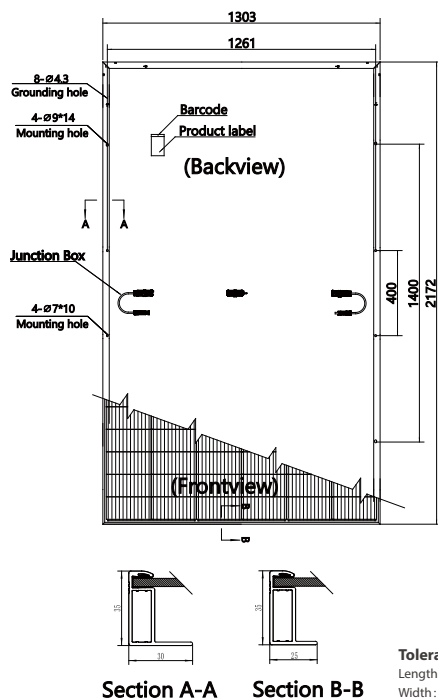 1303
1261
8-Ø4.3
Grounding hole
4-Ø9*14
Mounting hole
Barcode
Product label
(Backview)
A
A
Junction Box
4-Ø7*10
Mounting hole
400
1400
2172
(Frontview)
B
B
35
30
35
25
Section A-A
Section B-B
Length
Width: